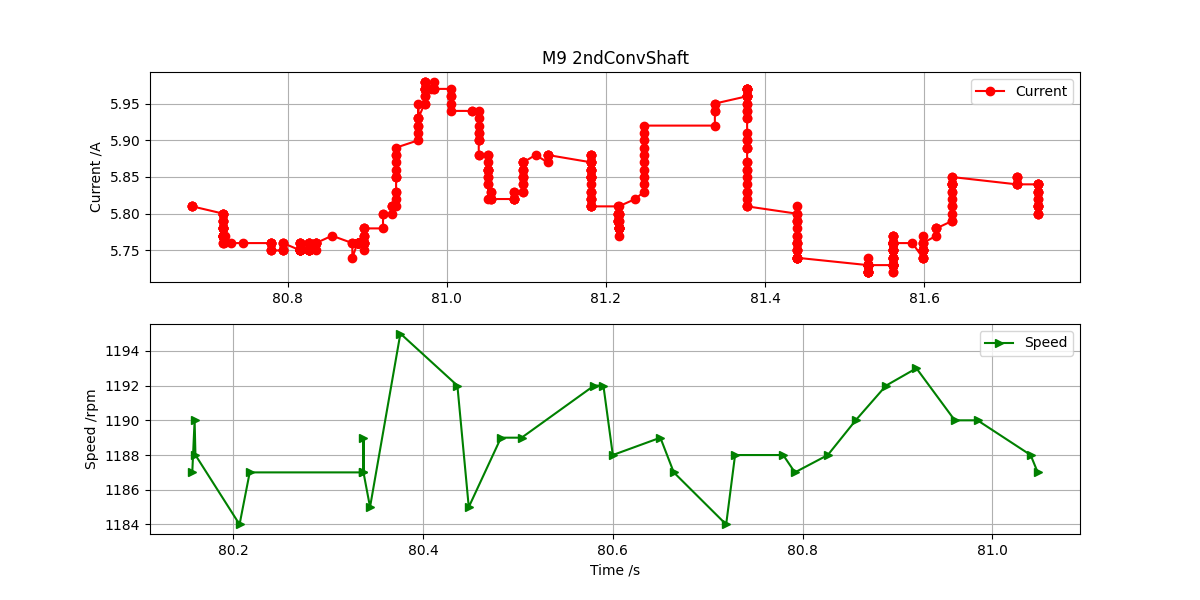 M9 2ndConvShaft
Current /A
5.95
5.90
5.85
5.80
5.75
Current
80.8 81.0 81.2 81.4 81.6
Speed /rpm
1194
1192
1190
1188
1186
1184
Speed
80.2 80.4 80.6 80.8 81.0
Time /s